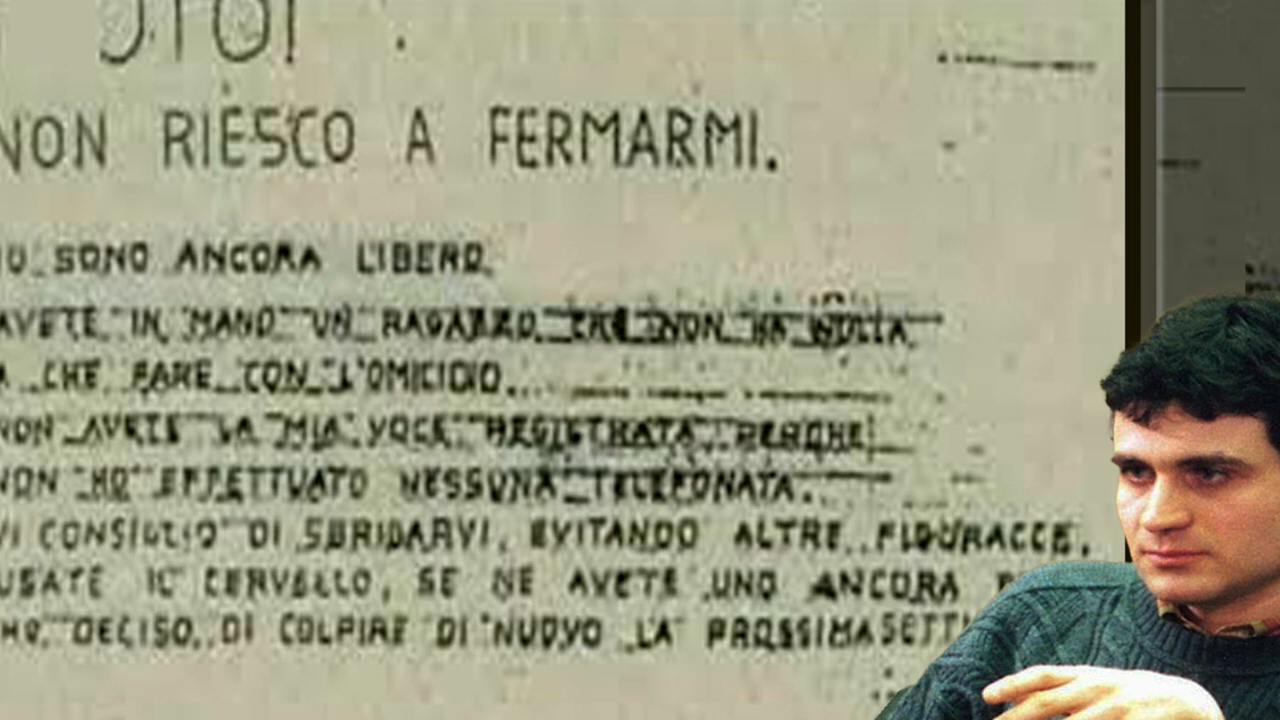 UTO!
NON RIESCO A FERMARMI.
SONO ANCORA LIBERO,
AVETE IN MANO UN RAGAZZO CHE NON HA NULLA
A CHE FARE CON L'OMICIDIO.
NON AVETE LA MIA VOCE REGISTRATA, PERCHE'
NON HO EFFETTUATO NESSUNA TELEFONATA.
VI CONSIGLIO DI SBRIGARVI, EVITANDO ALTRE FIGURACCE.
USATE IL CERVELLO, SE NE AVETE UNO ANCORA
HO DECISO DI COLPIRE DI NUOVO LA PROSSIMA